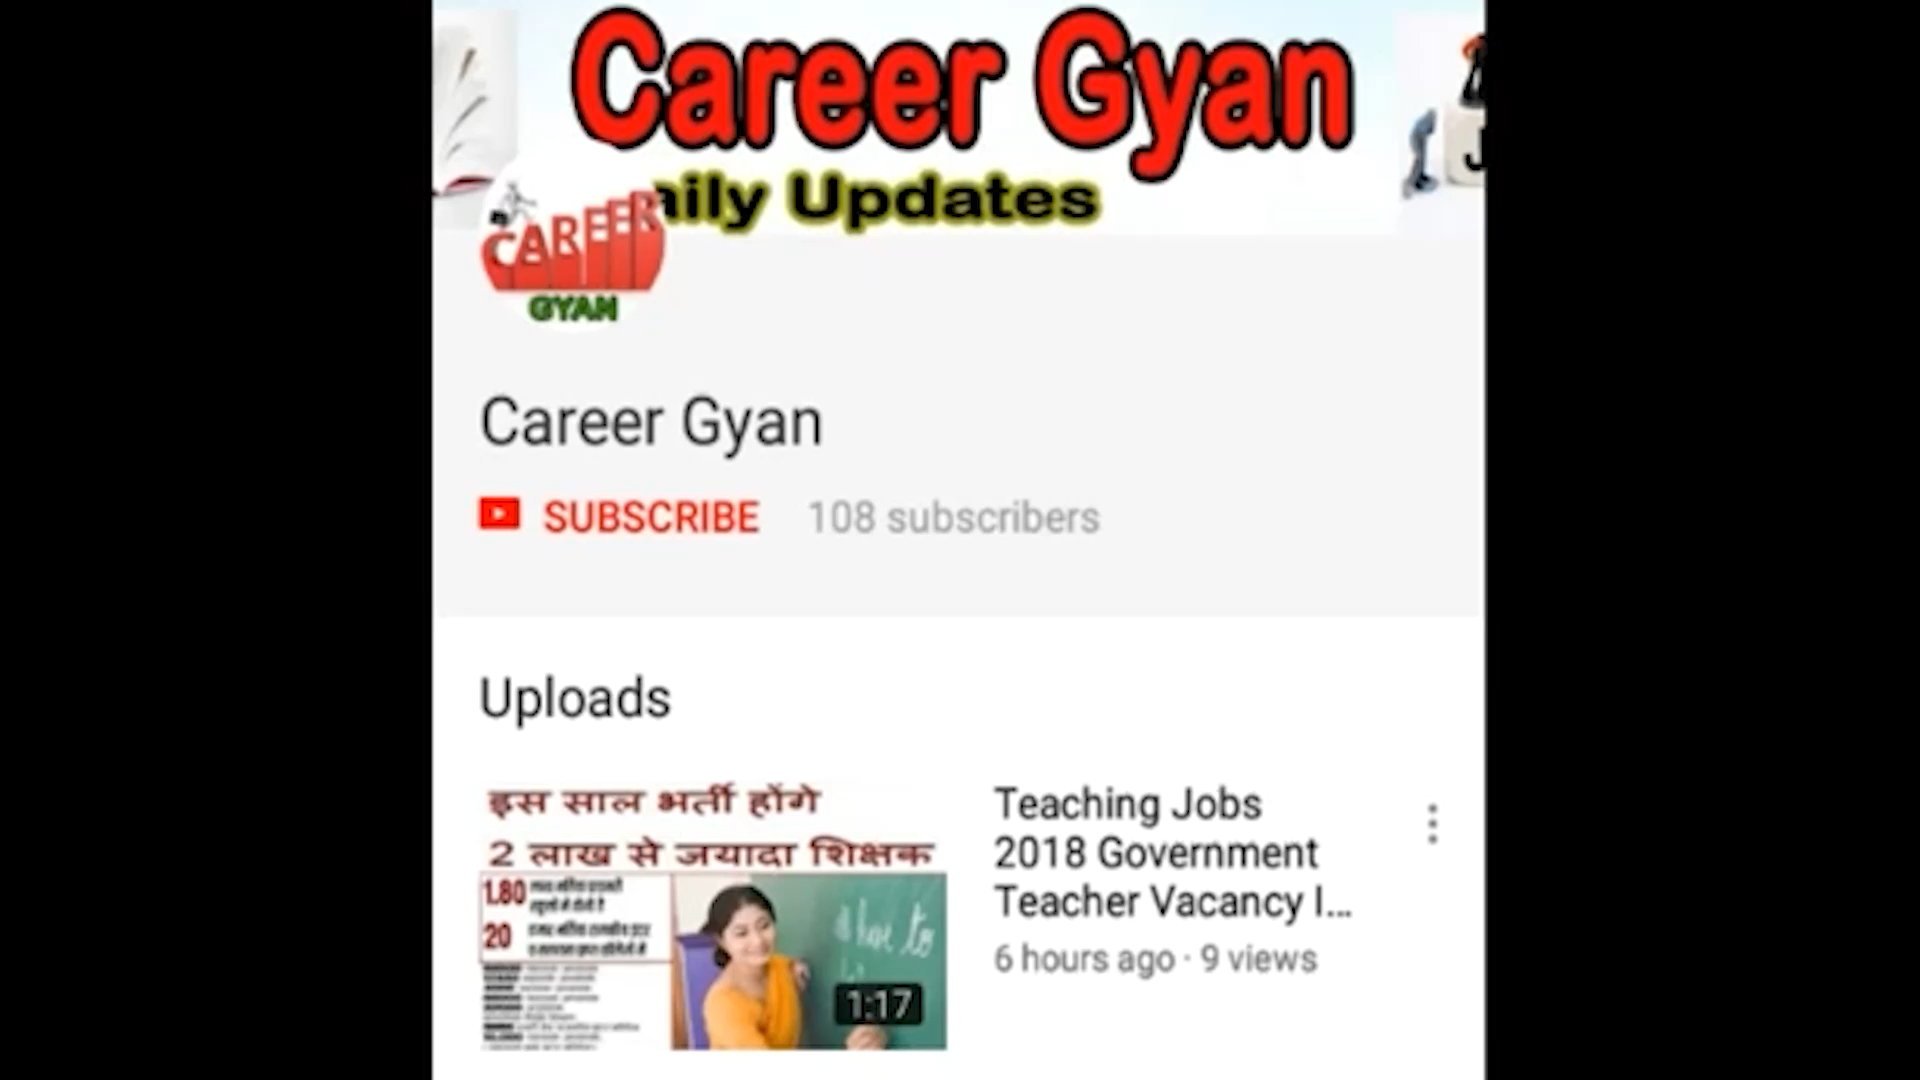 Career Gyan
aily Updates
CAREER
GYAN
J
Career Gyan
SUBSCRIBE 108 subscribers
Uploads
इस साल भर्ती होंगे
2 लाख से जयादा शिक्षक
1.80
20
1:17
Teaching Jobs
2018 Government
Teacher Vacancy I...
6 hours ago · 9 views